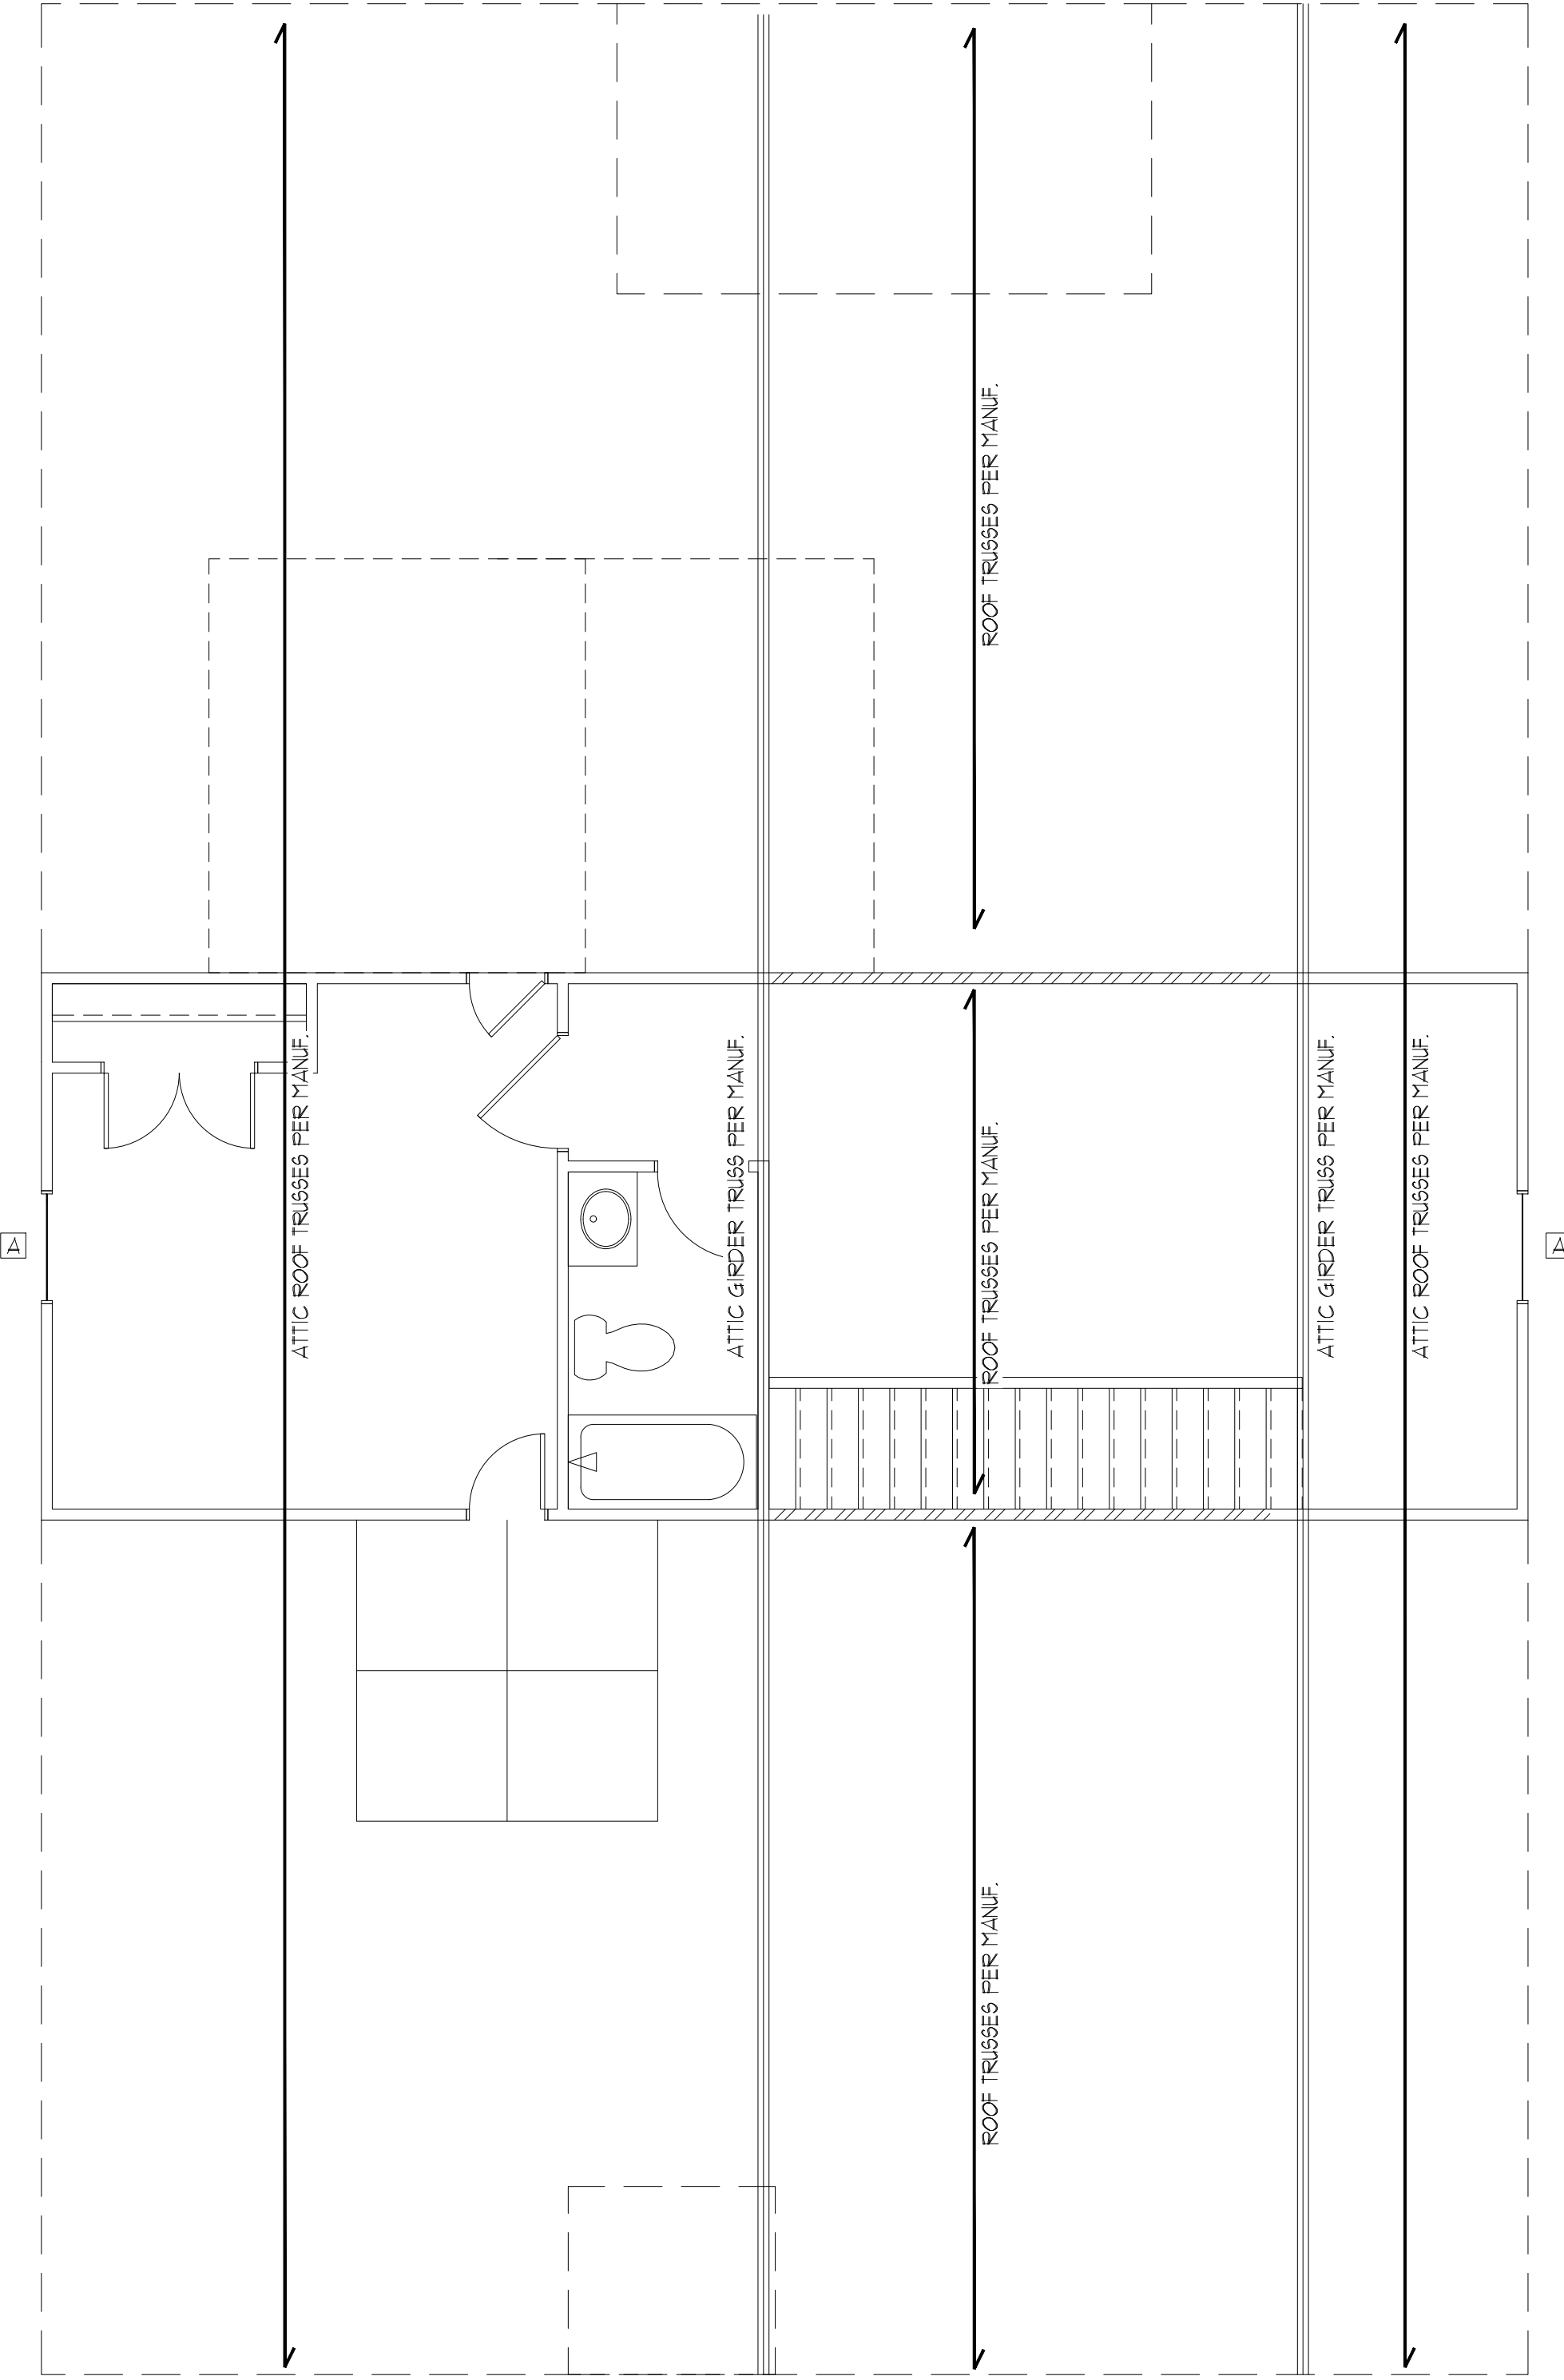 ROOF TRUSSES PER MANUF.
ATTIC ROOF TRUSSES PER MANUF.
ATTIC GIRDER TRUSS PER MANUF.
ROOF TRUSSES PER MANUF.
ATTIC GIRDER TRUSS PER MANUF.
ATTIC ROOF TRUSSES PER MANUF.
A
A
ROOF TRUSSES PER MANUF.